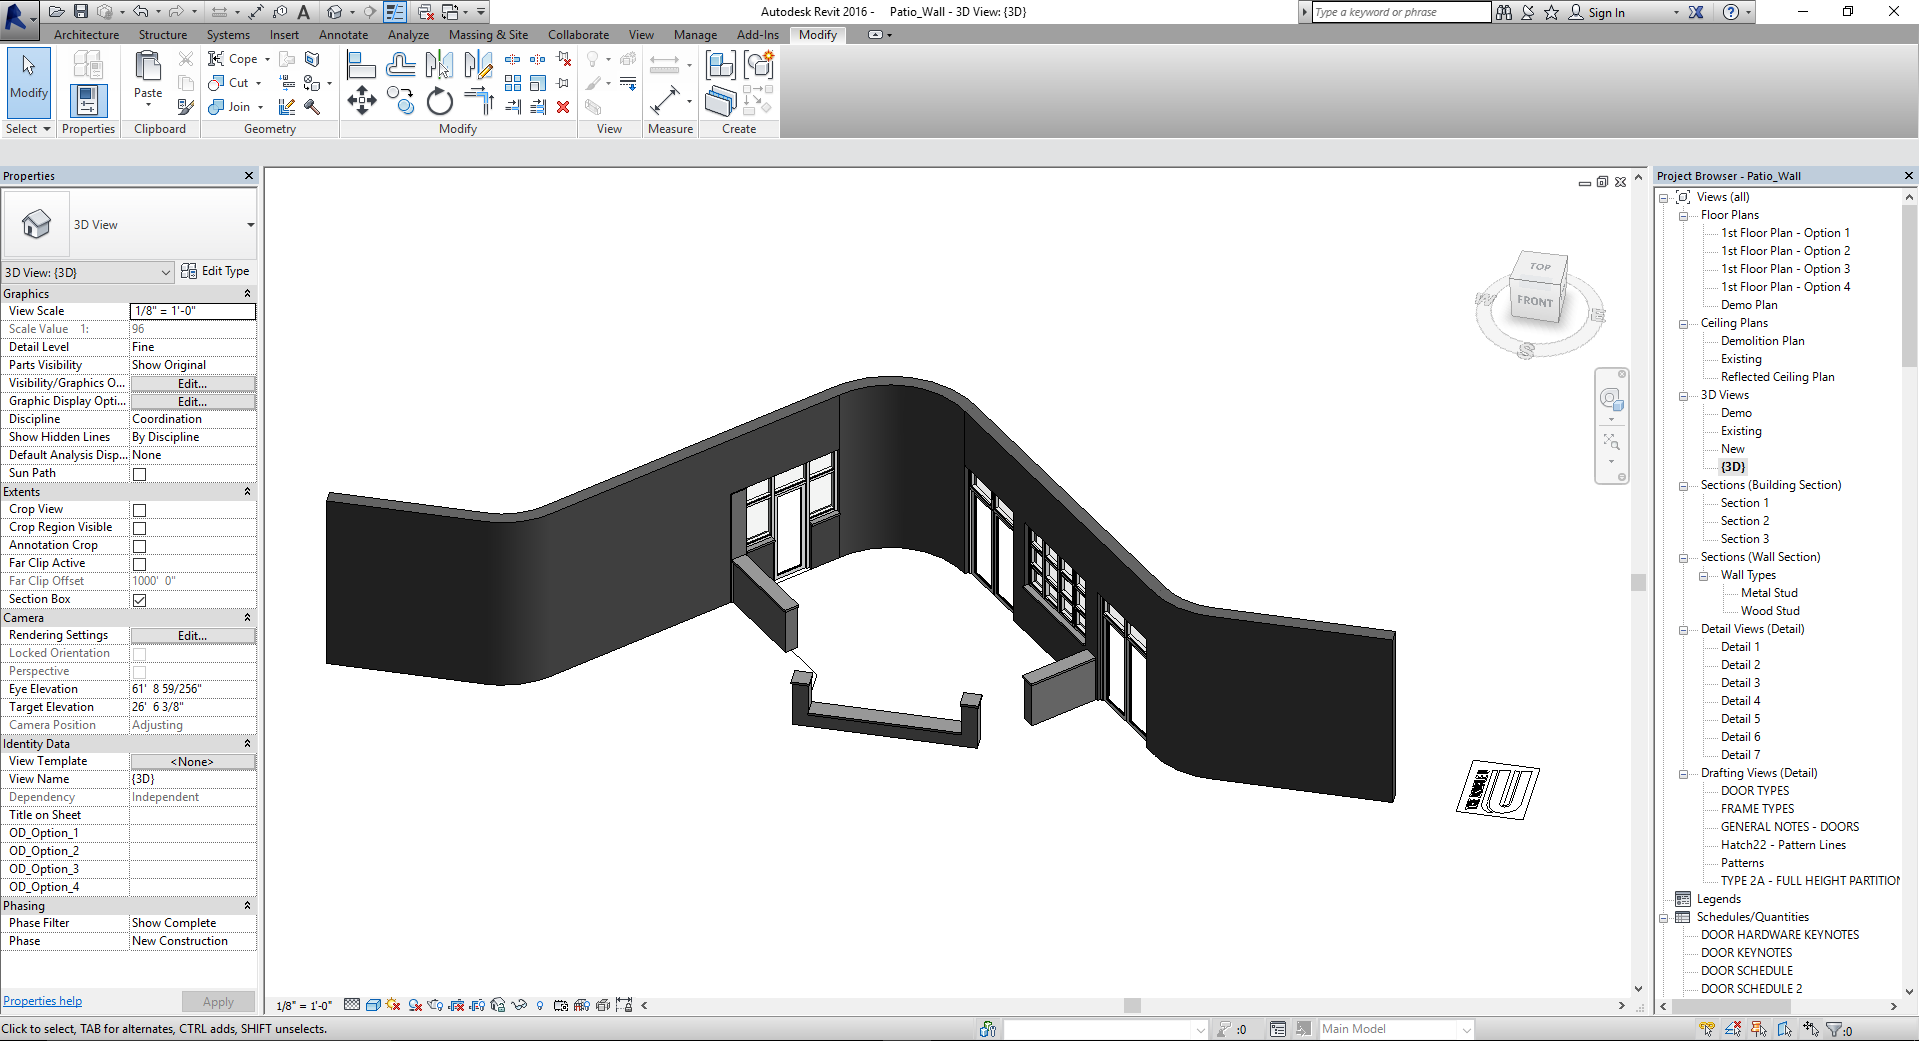 Autodesk Revit 2016 - Patio_Wall - 3D View: {3D}
Type a keyword or phrase
Sign In
Architecture Structure Systems Insert Annotate Analyze Massing & Site Collaborate View Manage Add-Ins Modify
Modify
Paste
Cope
Cut
Join
Select Properties Clipboard Geometry Modify View Measure Create
Properties
3D View
3D View: {3D}
Edit Type
Graphics
View Scale 1/8" = 1'-0"
Scale Value 1: 96
Detail Level Fine
Parts Visibility Show Original
Visibility/Graphics O... Edit...
Graphic Display Opti... Edit...
Discipline Coordination
Show Hidden Lines By Discipline
Default Analysis Disp... None
Sun Path
Extents
Crop View
Crop Region Visible
Annotation Crop
Far Clip Active
Far Clip Offset 1000' 0"
Section Box
Camera
Rendering Settings Edit...
Locked Orientation
Perspective
Eye Elevation 61' 8 59/256"
Target Elevation 26' 6 3/8"
Camera Position Adjusting
Identity Data
View Template <None>
View Name {3D}
Dependency Independent
Title on Sheet
OD_Option_1
OD_Option_2
OD_Option_3
OD_Option_4
Phasing
Phase Filter Show Complete
Phase New Construction
Properties help
Apply
TOP
FRONT
W
E
S
1/8" = 1'-0"
Project Browser - Patio_Wall
Views (all)
Floor Plans
1st Floor Plan - Option 1
1st Floor Plan - Option 2
1st Floor Plan - Option 3
1st Floor Plan - Option 4
Demo Plan
Ceiling Plans
Demolition Plan
Existing
Reflected Ceiling Plan
3D Views
Demo
Existing
New
{3D}
Sections (Building Section)
Section 1
Section 2
Section 3
Sections (Wall Section)
Wall Types
Metal Stud
Wood Stud
Detail Views (Detail)
Detail 1
Detail 2
Detail 3
Detail 4
Detail 5
Detail 6
Detail 7
Drafting Views (Detail)
DOOR TYPES
FRAME TYPES
GENERAL NOTES - DOORS
Hatch22 - Pattern Lines
Patterns
TYPE 2A - FULL HEIGHT PARTITION
Legends
Schedules/Quantities
DOOR HARDWARE KEYNOTES
DOOR KEYNOTES
DOOR SCHEDULE
DOOR SCHEDULE 2
Click to select, TAB for alternates, CTRL adds, SHIFT unselects.
:0
Main Model
:0